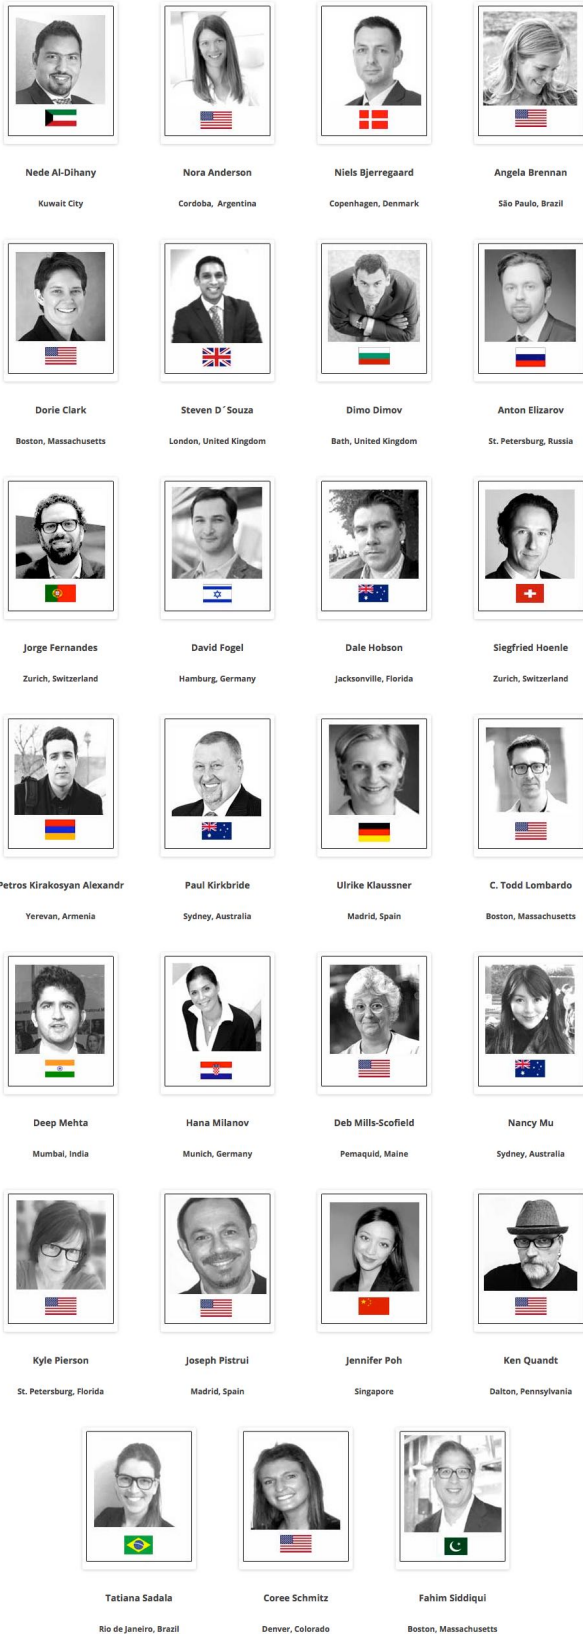 Nede Al-Dihany
Kuwait City
Nora Anderson
Cordoba, Argentina
Niels Bjerregaard
Copenhagen, Denmark
Angela Brennan
São Paulo, Brazil
Dorie Clark
Boston, Massachusetts
Steven D´Souza
London, United Kingdom
Dimo Dimov
Bath, United Kingdom
Anton Elizarov
St. Petersburg, Russia
Jorge Fernandes
Zurich, Switzerland
David Fogel
Hamburg, Germany
Dale Hobson
Jacksonville, Florida
Siegfried Hoenle
Zurich, Switzerland
Petros Kirakosyan Alexandr
Yerevan, Armenia
Paul Kirkbride
Sydney, Australia
Ulrike Klaussner
Madrid, Spain
C. Todd Lombardo
Boston, Massachusetts
Deep Mehta
Mumbai, India
Hana Milanov
Munich, Germany
Deb Mills-Scofield
Pemaquid, Maine
Nancy Mu
Sydney, Australia
Kyle Pierson
St. Petersburg, Florida
Joseph Pistrui
Madrid, Spain
Jennifer Poh
Singapore
Ken Quandt
Dalton, Pennsylvania
Tatiana Sadala
Rio de Janeiro, Brazil
Coree Schmitz
Denver, Colorado
Fahim Siddiqui
Boston, Massachusetts